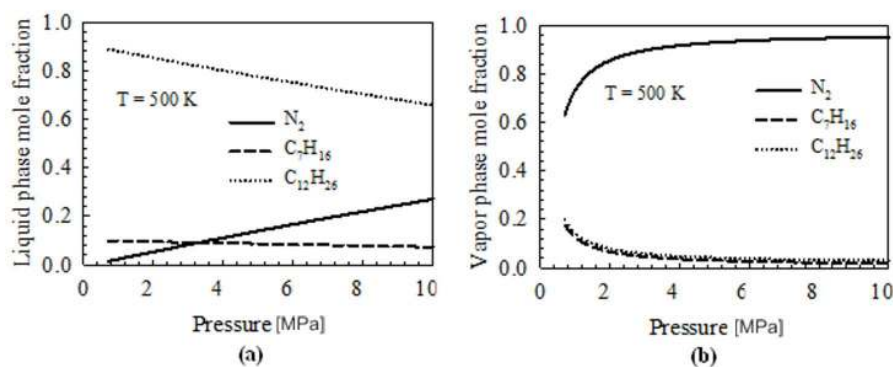 Liquid phase mole fraction
1.0
0.8
0.6
0.4
0.2
0.0
T = 500 K
N₂
C₇H₁₆
C₁₂H₂₆
0 2 4 6 8 10
Pressure [MPa]
(a)
Vapor phase mole fraction
1.0
0.8
0.6
0.4
0.2
0.0
T = 500 K
N₂
C₇H₁₆
C₁₂H₂₆
0 2 4 6 8 10
Pressure [MPa]
(b)